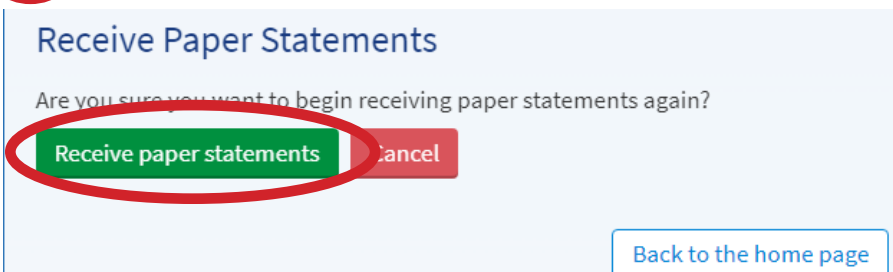 Receive Paper Statements
Are you sure you want to begin receiving paper statements again?
Receive paper statements Cancel
Back to the home page